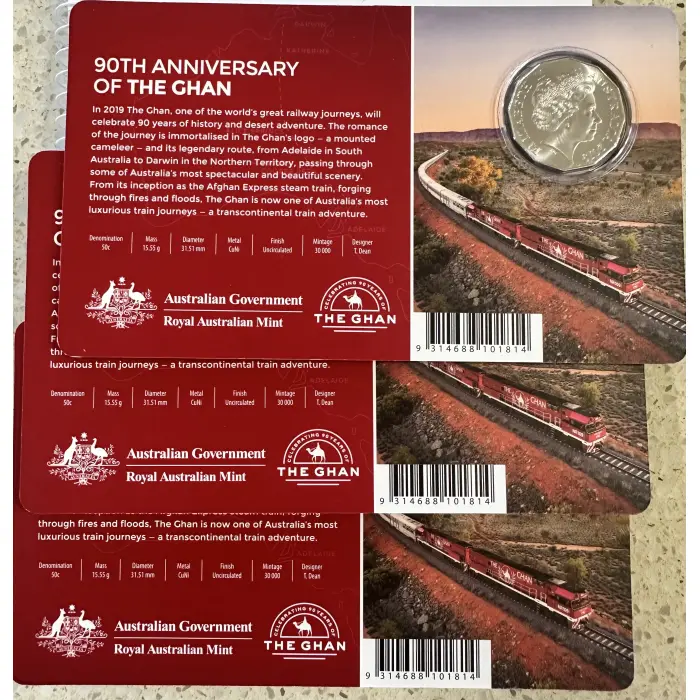 90TH ANNIVERSARY
OF THE GHAN
In 2019 The Ghan, one of the world's great railway journeys, will
celebrate 90 years of history and desert adventure. The romance
of the journey is immortalised in The Ghan's logo – a mounted
cameleer – and its legendary route, from Adelaide in South
Australia to Darwin in the Northern Territory, passing through
some of Australia's most spectacular and beautiful scenery.
From its inception as the Afghan Express steam train, forging
through fires and floods, The Ghan is now one of Australia's most
luxurious train journeys – a transcontinental train adventure.
DARWIN
KATHERINE
ADELAIDE
Denomination Mass Diameter Metal Finish Mintage Designer
50c 15.55 g 31.51 mm CuNi Uncirculated 30 000 T. Dean
Australian Government
Royal Australian Mint
CELEBRATING 90 YEARS OF
THE GHAN
THE GHAN
9 314688 101814
luxurious train journeys – a transcontinental train adventure.
ADELAIDE
Denomination Mass Diameter Metal Finish Mintage Designer
50c 15.55 g 31.51 mm CuNi Uncirculated 30 000 T. Dean
Australian Government
Royal Australian Mint
CELEBRATING 90 YEARS OF
THE GHAN
GHAN
9 314688 101814
through fires and floods, The Ghan is now one of Australia's most
luxurious train journeys – a transcontinental train adventure.
ADELAIDE
Denomination Mass Diameter Metal Finish Mintage Designer
50c 15.55 g 31.51 mm CuNi Uncirculated 30 000 T. Dean
Australian Government
Royal Australian Mint
CELEBRATING 90 YEARS OF
THE GHAN
THE GHAN
9 314688 101814